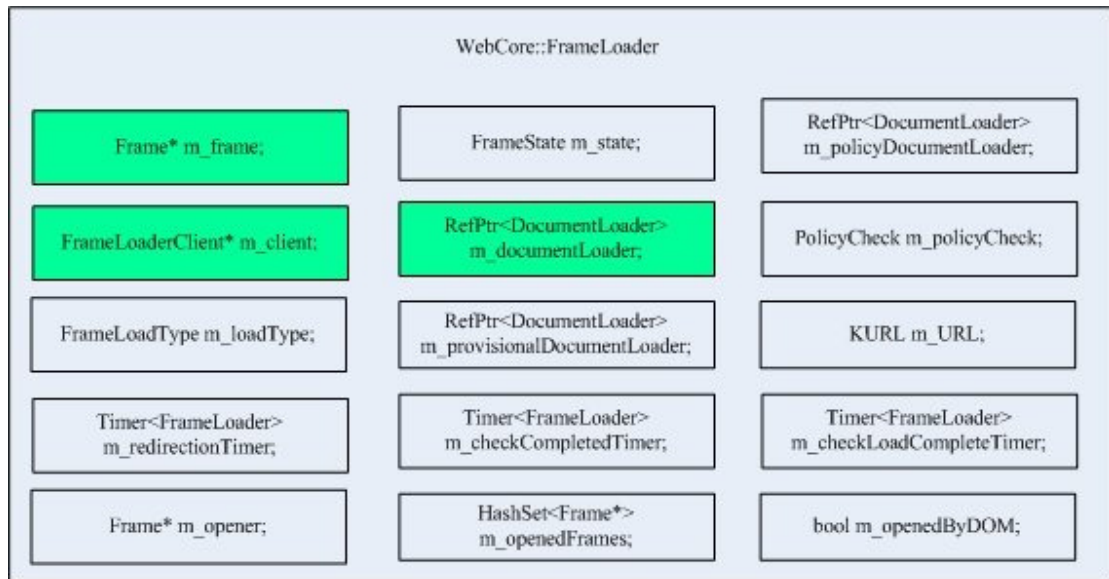 WebCore::FrameLoader
Frame* m_frame;
FrameState m_state;
RefPtr<DocumentLoader>
m_policyDocumentLoader;
FrameLoaderClient* m_client;
RefPtr<DocumentLoader>
m_documentLoader;
PolicyCheck m_policyCheck;
FrameLoadType m_loadType;
RefPtr<DocumentLoader>
m_provisionalDocumentLoader;
KURL m_URL;
Timer<FrameLoader>
m_redirectionTimer;
Timer<FrameLoader>
m_checkCompletedTimer;
Timer<FrameLoader>
m_checkLoadCompleteTimer;
Frame* m_opener;
HashSet<Frame*>
m_openedFrames;
bool m_openedByDOM;